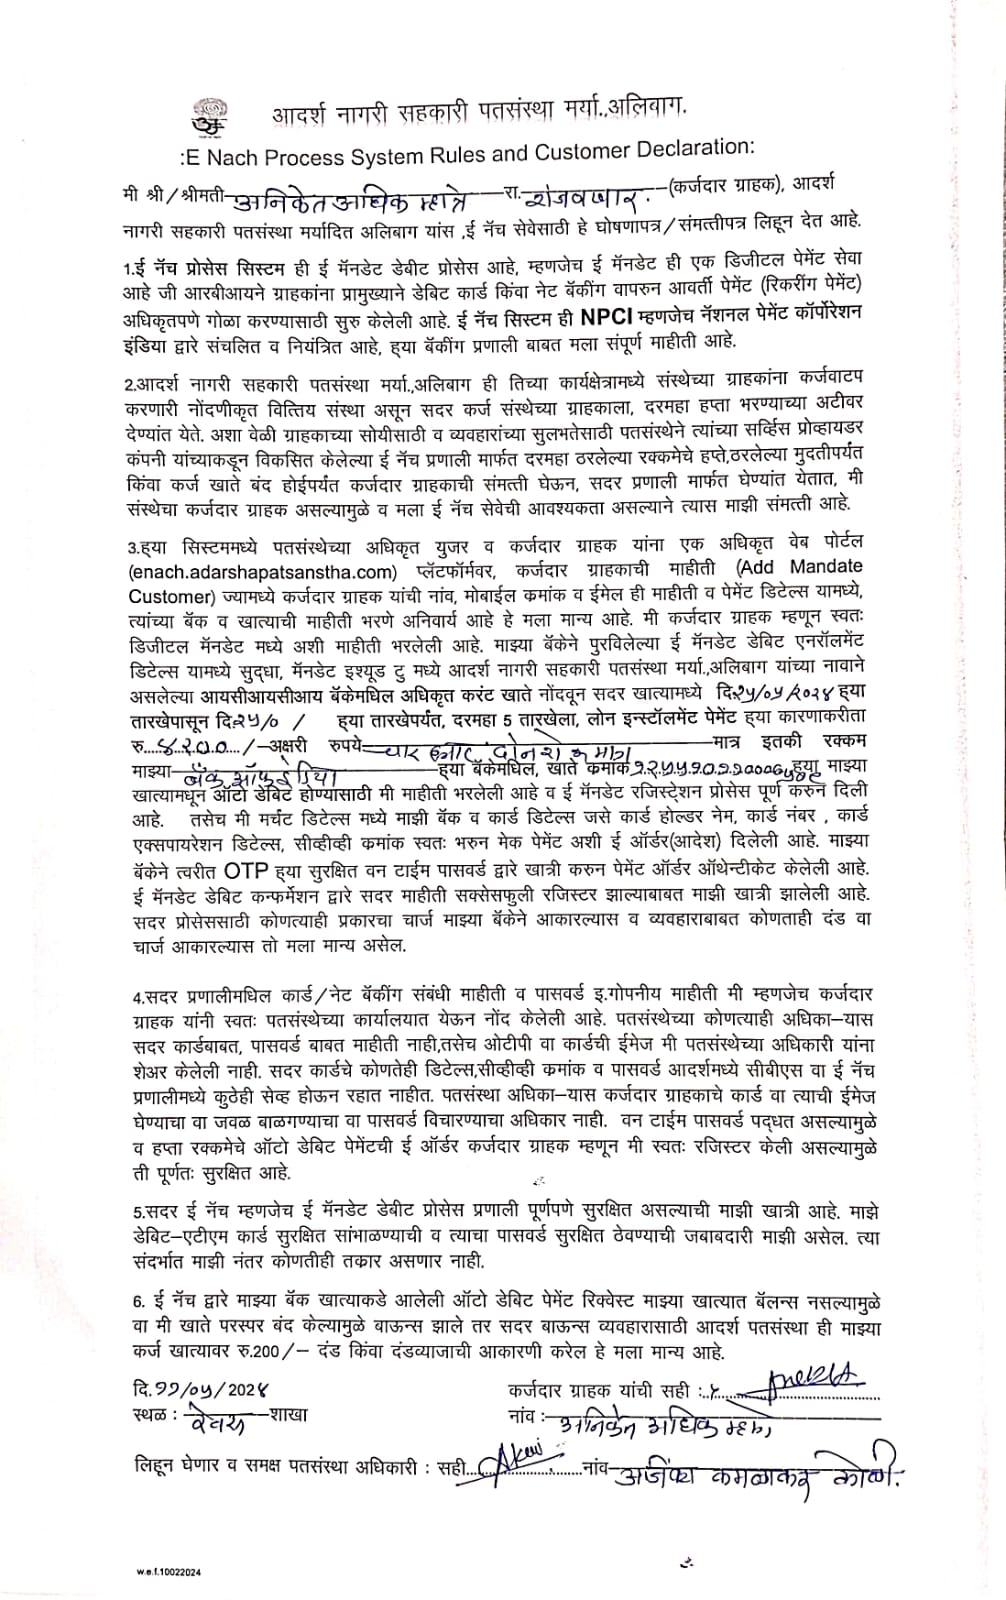 आदर्श नागरी सहकारी पतसंस्था मर्या.,अलिबाग.
:E Nach Process System Rules and Customer Declaration:
मी श्री/श्रीमती अनिकेत अधिक म्हात्रे रा. (कर्जदार ग्राहक), आदर्श
नागरी सहकारी पतसंस्था मर्यादित अलिबाग यांस ,ई नॅच सेवेसाठी हे घोषणापत्र/संमत्तीपत्र लिहून देत आहे.
1.ई नॅच प्रोसेस सिस्टिम ही ई मॅनडेट डेबीट प्रोसेस आहे, म्हणजेच ई मॅनडेट ही एक डिजीटल पेमेंट सेवा
आहे जी आरबीआयने ग्राहकांना प्रामुख्याने डेबिट कार्ड किंवा नेट बॅकींग वापरुन आवर्ती पेमेंट (रिकरींग पेमेंट)
अधिकृतपणे गोळा करण्यासाठी सुरु केलेली आहे. ई नॅच सिस्टिम ही NPCI म्हणजेच नॅशनल पेमेंट कॉर्पोरेशन
इंडिया द्वारे संचलित व नियंत्रित आहे, हया बॅकींग प्रणाली बाबत मला संपूर्ण माहीती आहे.
2.आदर्श नागरी सहकारी पतसंस्था मर्या.,अलिबाग ही तिच्या कार्यक्षेत्रामध्ये संस्थेच्या ग्राहकांना कर्जवाटप
करणारी नोंदणीकृत वित्तिय संस्था असून सदर कर्ज संस्थेच्या ग्राहकाला, दरमहा हप्ता भरण्याच्या अटीवर
देण्यांत येते. अशा वेळी ग्राहकाच्या सोयीसाठी व व्यवहारांच्या सुलभतेसाठी पतसंस्थेने त्यांच्या सर्व्हिस प्रोव्हायडर
कंपनी यांच्याकडून विकसित केलेल्या ई नॅच प्रणाली मार्फत दरमहा ठरलेल्या रक्कमेचे हप्ते,ठरलेल्या मुदतीपर्यंत
किंवा कर्ज खाते बंद होईपर्यंत कर्जदार ग्राहकाची संमत्ती घेऊन, सदर प्रणाली मार्फत घेण्यांत येतात, मी
संस्थेचा कर्जदार ग्राहक असल्यामुळे व मला ई नॅच सेवेची आवश्यकता असल्याने त्यास माझी संमत्ती आहे.
3.हया सिस्टममध्ये पतसंस्थेच्या अधिकृत युजर व कर्जदार ग्राहक यांना एक अधिकृत वेब पोर्टल
(enach.adarshapatsanstha.com) प्लॅटफॉर्मवर, कर्जदार ग्राहकाची माहीती (Add Mandate
Customer) ज्यामध्ये कर्जदार ग्राहक यांची नांव, मोबाईल क्रमांक व ईमेल ही माहीती व पेमेंट डिटेल्स यामध्ये,
त्यांच्या बॅक व खात्याची माहीती भरणे अनिवार्य आहे हे मला मान्य आहे. मी कर्जदार ग्राहक म्हणून स्वतः
डिजीटल मॅनडेट मध्ये अशी माहीती भरलेली आहे. माझ्या बॅकेने पुरविलेल्या ई मॅनडेट डेबिट एनरॉलमेंट
डिटेल्स यामध्ये सुद्धा, मॅनडेट इश्यूड टु मध्ये आदर्श नागरी सहकारी पतसंस्था मर्या.,अलिबाग यांच्या नावाने
असलेल्या आयसीआयसीआय बॅकेमधिल अधिकृत करंट खाते नोंदवून सदर खात्यामध्ये दि.२५/०५/२०२४ हया
तारखेपासून दि.२५/० / हया तारखेपर्यंत, दरमहा 5 तारखेला, लोन इन्स्टॉलमेंट पेमेंट हया कारणाकरीता
रु....४२००.../-अक्षरी रुपये चार हजार दोनशे रु मात्र मात्र इतकी रक्कम
माझ्या बँक ऑफ इंडिया हया बॅकेमधिल, खाते क्रमांक हया माझ्या
खात्यामधून ऑटो डेबिट होण्यासाठी मी माहीती भरलेली आहे व ई मॅनडेट रजिस्ट्रेशन प्रोसेस पूर्ण करुन दिली
आहे. तसेच मी मर्चंट डिटेल्स मध्ये माझी बॅक व कार्ड डिटेल्स जसे कार्ड होल्डर नेम, कार्ड नंबर , कार्ड
एक्सपायरेशन डिटेल्स, सीव्हीव्ही क्रमांक स्वतः भरुन मेक पेमेंट अशी ई ऑर्डर(आदेश) दिलेली आहे. माझ्या
बॅकेने त्वरीत OTP हया सुरक्षित वन टाईम पासवर्ड द्वारे खात्री करुन पेमेंट ऑर्डर ऑथेन्टीकेट केलेली आहे.
ई मॅनडेट डेबिट कन्फर्मेशन द्वारे सदर माहीती सक्सेसफुली रजिस्टर झाल्याबाबत माझी खात्री झालेली आहे.
सदर प्रोसेससाठी कोणत्याही प्रकारचा चार्ज माझ्या बॅकेने आकारल्यास व व्यवहाराबाबत कोणताही दंड वा
चार्ज आकारल्यास तो मला मान्य असेल.
4.सदर प्रणालीमधिल कार्ड/नेट बॅकींग संबंधी माहीती व पासवर्ड इ.गोपनीय माहीती मी म्हणजेच कर्जदार
ग्राहक यांनी स्वतः पतसंस्थेच्या कार्यालयात येऊन नोंद केलेली आहे. पतसंस्थेच्या कोणत्याही अधिका–यास
सदर कार्डबाबत, पासवर्ड बाबत माहीती नाही,तसेच ओटीपी वा कार्डची ईमेज मी पतसंस्थेच्या अधिकारी यांना
शेअर केलेली नाही. सदर कार्डचे कोणतेही डिटेल्स,सीव्हीव्ही क्रमांक व पासवर्ड आदर्शमध्ये सीबीएस वा ई नॅच
प्रणालीमध्ये कुठेही सेव्ह होऊन रहात नाहीत. पतसंस्था अधिका–यास कर्जदार ग्राहकाचे कार्ड वा त्याची ईमेज
घेण्याचा वा जवळ बाळगण्याचा वा पासवर्ड विचारण्याचा अधिकार नाही. वन टाईम पासवर्ड पद्धत असल्यामुळे
व हप्ता रक्कमेचे ऑटो डेबिट पेमेंटची ई ऑर्डर कर्जदार ग्राहक म्हणून मी स्वतः रजिस्टर केली असल्यामुळे
ती पूर्णतः सुरक्षित आहे.
5.सदर ई नॅच म्हणजेच ई मॅनडेट डेबीट प्रोसेस प्रणाली पूर्णपणे सुरक्षित असल्याची माझी खात्री आहे. माझे
डेबिट–एटीएम कार्ड सुरक्षित सांभाळण्याची व त्याचा पासवर्ड सुरक्षित ठेवण्याची जबाबदारी माझी असेल. त्या
संदर्भात माझी नंतर कोणतीही तक्रार असणार नाही.
6. ई नॅच द्वारे माझ्या बॅक खात्याकडे आलेली ऑटो डेबिट पेमेंट रिक्वेस्ट माझ्या खात्यात बॅलन्स नसल्यामुळे
वा मी खाते परस्पर बंद केल्यामुळे बाऊन्स झाले तर सदर बाऊन्स व्यवहारासाठी आदर्श पतसंस्था ही माझ्या
कर्ज खात्यावर रु.200/– दंड किंवा दंडव्याजाची आकारणी करेल हे मला मान्य आहे.
दि.११/०५/202४ कर्जदार ग्राहक यांची सही :
स्थळ : रेवस शाखा नांव : अनिकेत अधिक म्हात्रे
लिहून घेणार व समक्ष पतसंस्था अधिकारी : सही नांव अजिंक्य कमळाकर कोळी.
w.e.f.10022024